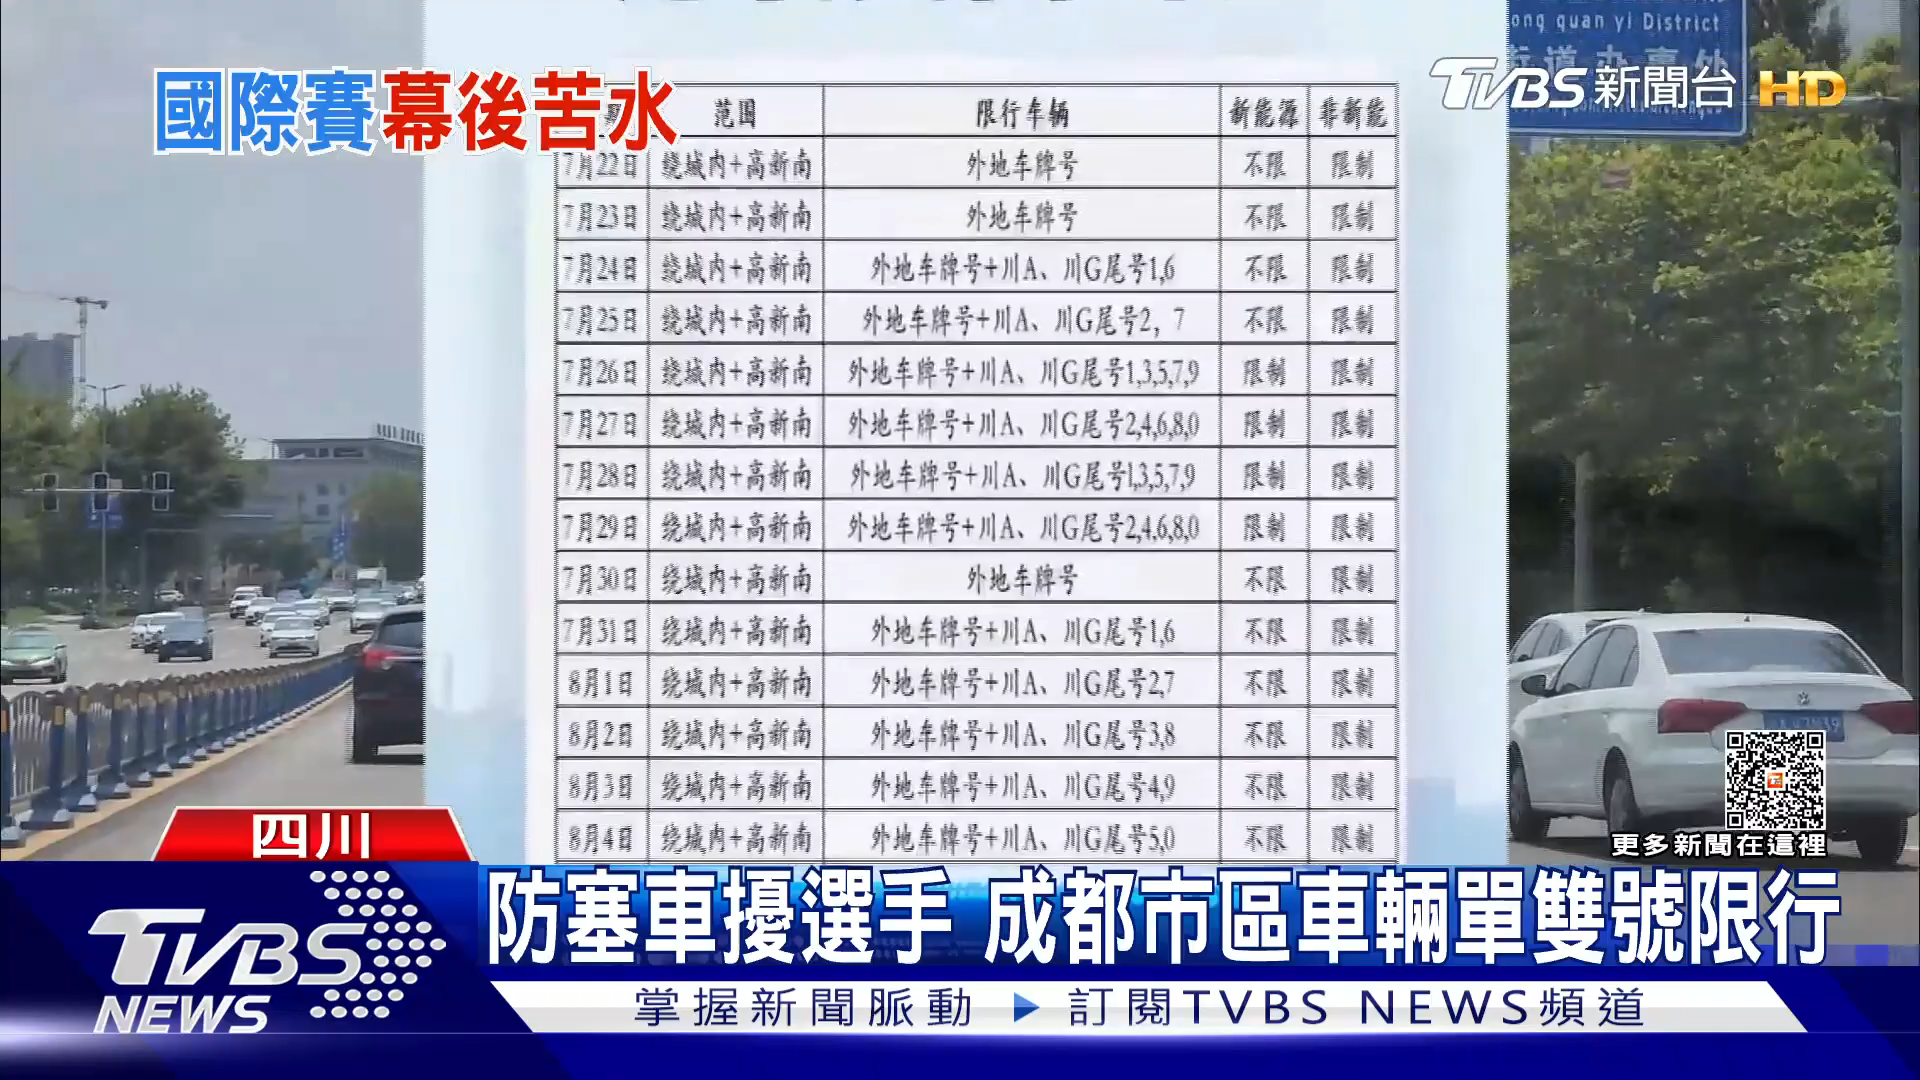 ong quan yi District
街道办事处
TVBS新聞台 HD
國際賽幕後苦水
期 范围 限行车辆 新能源 非新能
7月22日 绕城内+高新南 外地车牌号 不限 限制
7月23日 绕城内+高新南 外地车牌号 不限 限制
7月24日 绕城内+高新南 外地车牌号+川A、川G尾号1,6 不限 限制
7月25日 绕城内+高新南 外地车牌号+川A、川G尾号2，7 不限 限制
7月26日 绕城内+高新南 外地车牌号+川A、川G尾号1,3,5,7,9 限制 限制
7月27日 绕城内+高新南 外地车牌号+川A、川G尾号2,4,6,8,0 限制 限制
7月28日 绕城内+高新南 外地车牌号+川A、川G尾号1,3,5,7,9 限制 限制
7月29日 绕城内+高新南 外地车牌号+川A、川G尾号2,4,6,8,0 限制 限制
7月30日 绕城内+高新南 外地车牌号 不限 限制
7月31日 绕城内+高新南 外地车牌号+川A、川G尾号1,6 不限 限制
8月1日 绕城内+高新南 外地车牌号+川A、川G尾号2,7 不限 限制
8月2日 绕城内+高新南 外地车牌号+川A、川G尾号3,8 不限 限制
8月3日 绕城内+高新南 外地车牌号+川A、川G尾号4,9 不限 限制
8月4日 绕城内+高新南 外地车牌号+川A、川G尾号5,0 不限 限制
更多新聞在這裡
四川
防塞車擾選手 成都市區車輛單雙號限行
TVBS
NEWS
掌握新聞脈動 ▶ 訂閱TVBS NEWS頻道